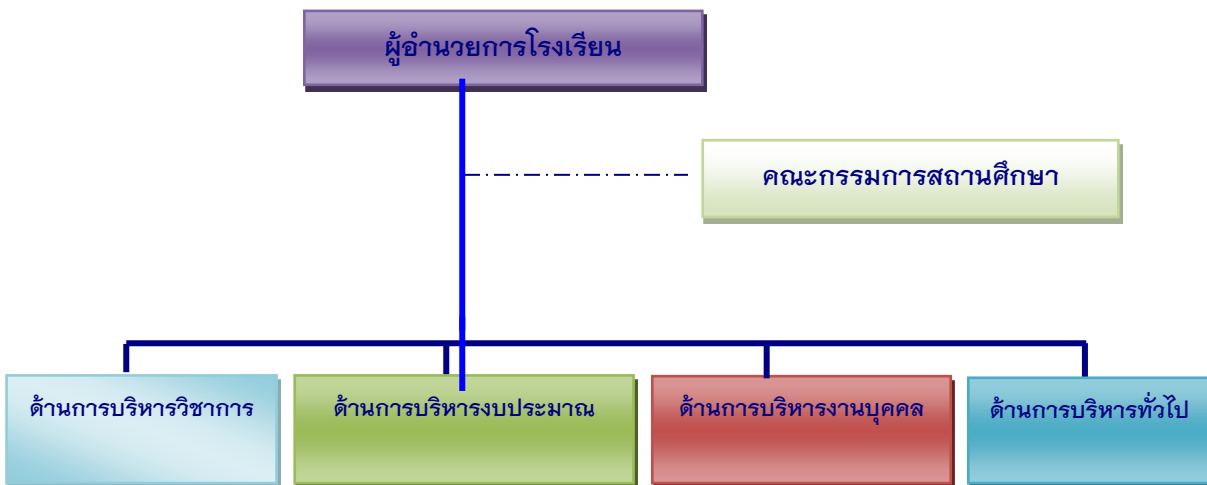 ผู้อำนวยการโรงเรียน
คณะกรรมการสถานศึกษา
ด้านการบริหารวิชาการ
ด้านการบริหารงบประมาณ
ด้านการบริหารงานบุคคล
ด้านการบริหารทั่วไป